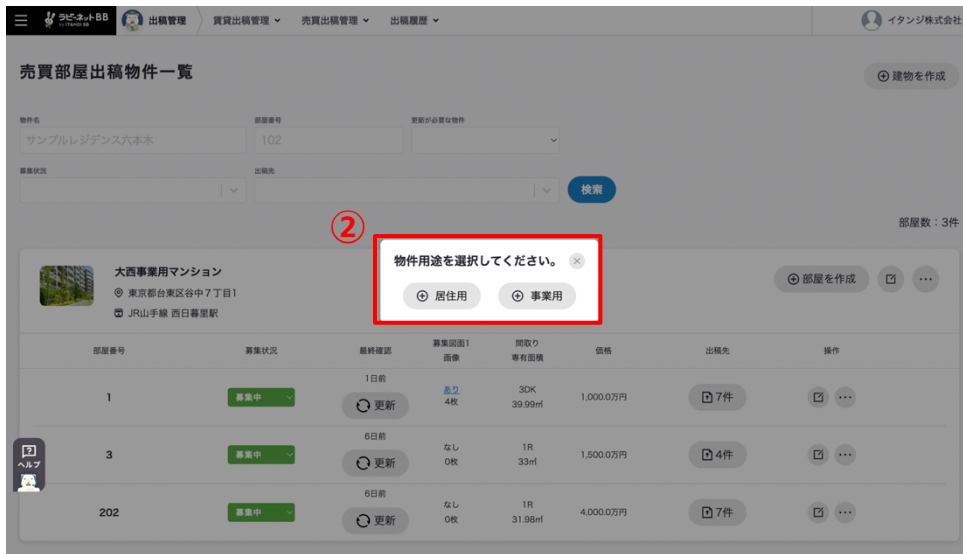 ラビーネットBB
by ITANDI BB
出稿管理
賃貸出稿管理
売買出稿管理
出稿履歴
イタンジ株式会社
売買部屋出稿物件一覧
建物を作成
物件名
部屋番号
更新が必要な物件
サンプルレジデンス六本木
102
募集状況
出稿先
検索
部屋数：3件
②
物件用途を選択してください。
居住用
事業用
大西事業用マンション
東京都台東区谷中７丁目1
JR山手線 西日暮里駅
部屋を作成
部屋番号
募集状況
最終確認
募集図面1
画像
間取り
専有面積
価格
出稿先
操作
1
募集中
1日前
更新
あり
4枚
3DK
39.99㎡
1,000.0万円
7件
3
募集中
6日前
更新
なし
0枚
1R
33㎡
1,500.0万円
4件
202
募集中
6日前
更新
なし
0枚
1R
31.98㎡
4,000.0万円
7件
?
ヘルプ